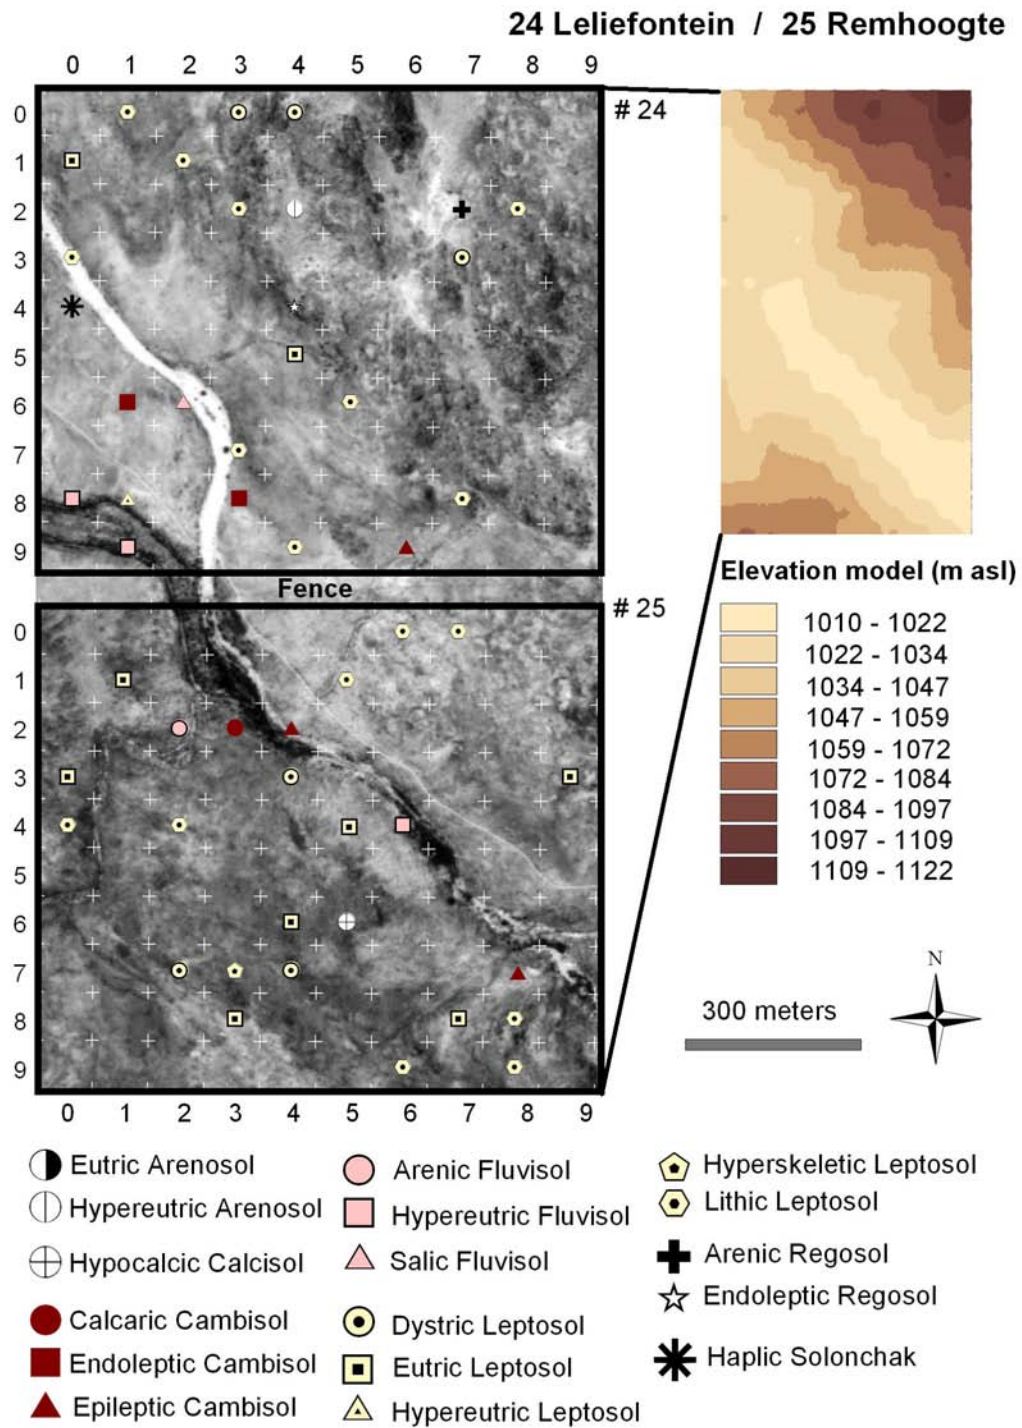 24 Leliefontein / 25 Remhoogte
0 1 2 3 4 5 6 7 8 9
# 24
0
1
2
3
4
5
6
7
8
9
Fence
# 25
0
1
2
3
4
5
6
7
8
9
0 1 2 3 4 5 6 7 8 9
Elevation model (m asl)
1010 - 1022
1022 - 1034
1034 - 1047
1047 - 1059
1059 - 1072
1072 - 1084
1084 - 1097
1097 - 1109
1109 - 1122
N
300 meters
Eutric Arenosol
Hypereutric Arenosol
Hypocalcic Calcisol
Calcaric Cambisol
Endoleptic Cambisol
Epileptic Cambisol
Arenic Fluvisol
Hypereutric Fluvisol
Salic Fluvisol
Dystric Leptosol
Eutric Leptosol
Hypereutric Leptosol
Hyperskeletic Leptosol
Lithic Leptosol
Arenic Regosol
Endoleptic Regosol
Haplic Solonchak